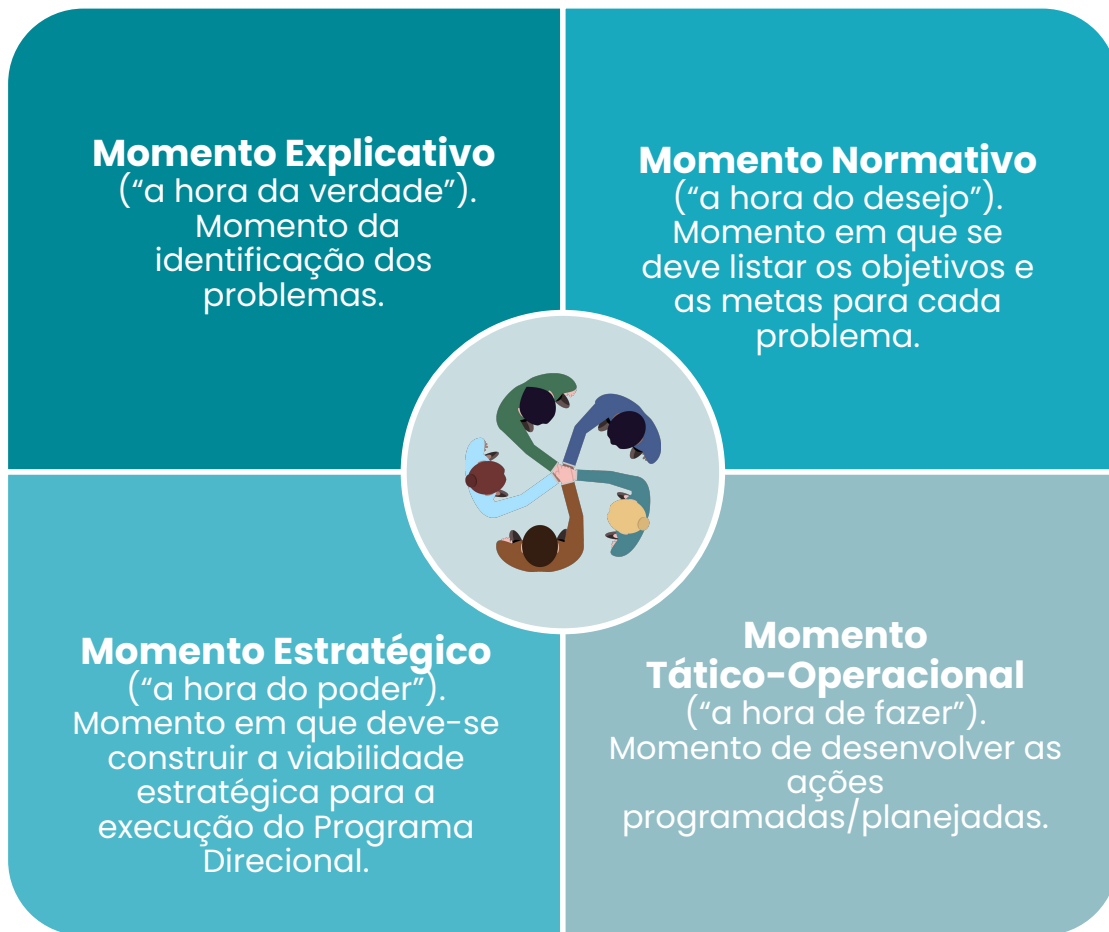 Momento Explicativo
(“a hora da verdade”).
Momento da
identificação dos
problemas.
Momento Normativo
(“a hora do desejo”).
Momento em que se
deve listar os objetivos e
as metas para cada
problema.
Momento Estratégico
(“a hora do poder”).
Momento em que deve-se
construir a viabilidade
estratégica para a
execução do Programa
Direcional.
Momento
Tático-Operacional
(“a hora de fazer”).
Momento de desenvolver as
ações
programadas/planejadas.